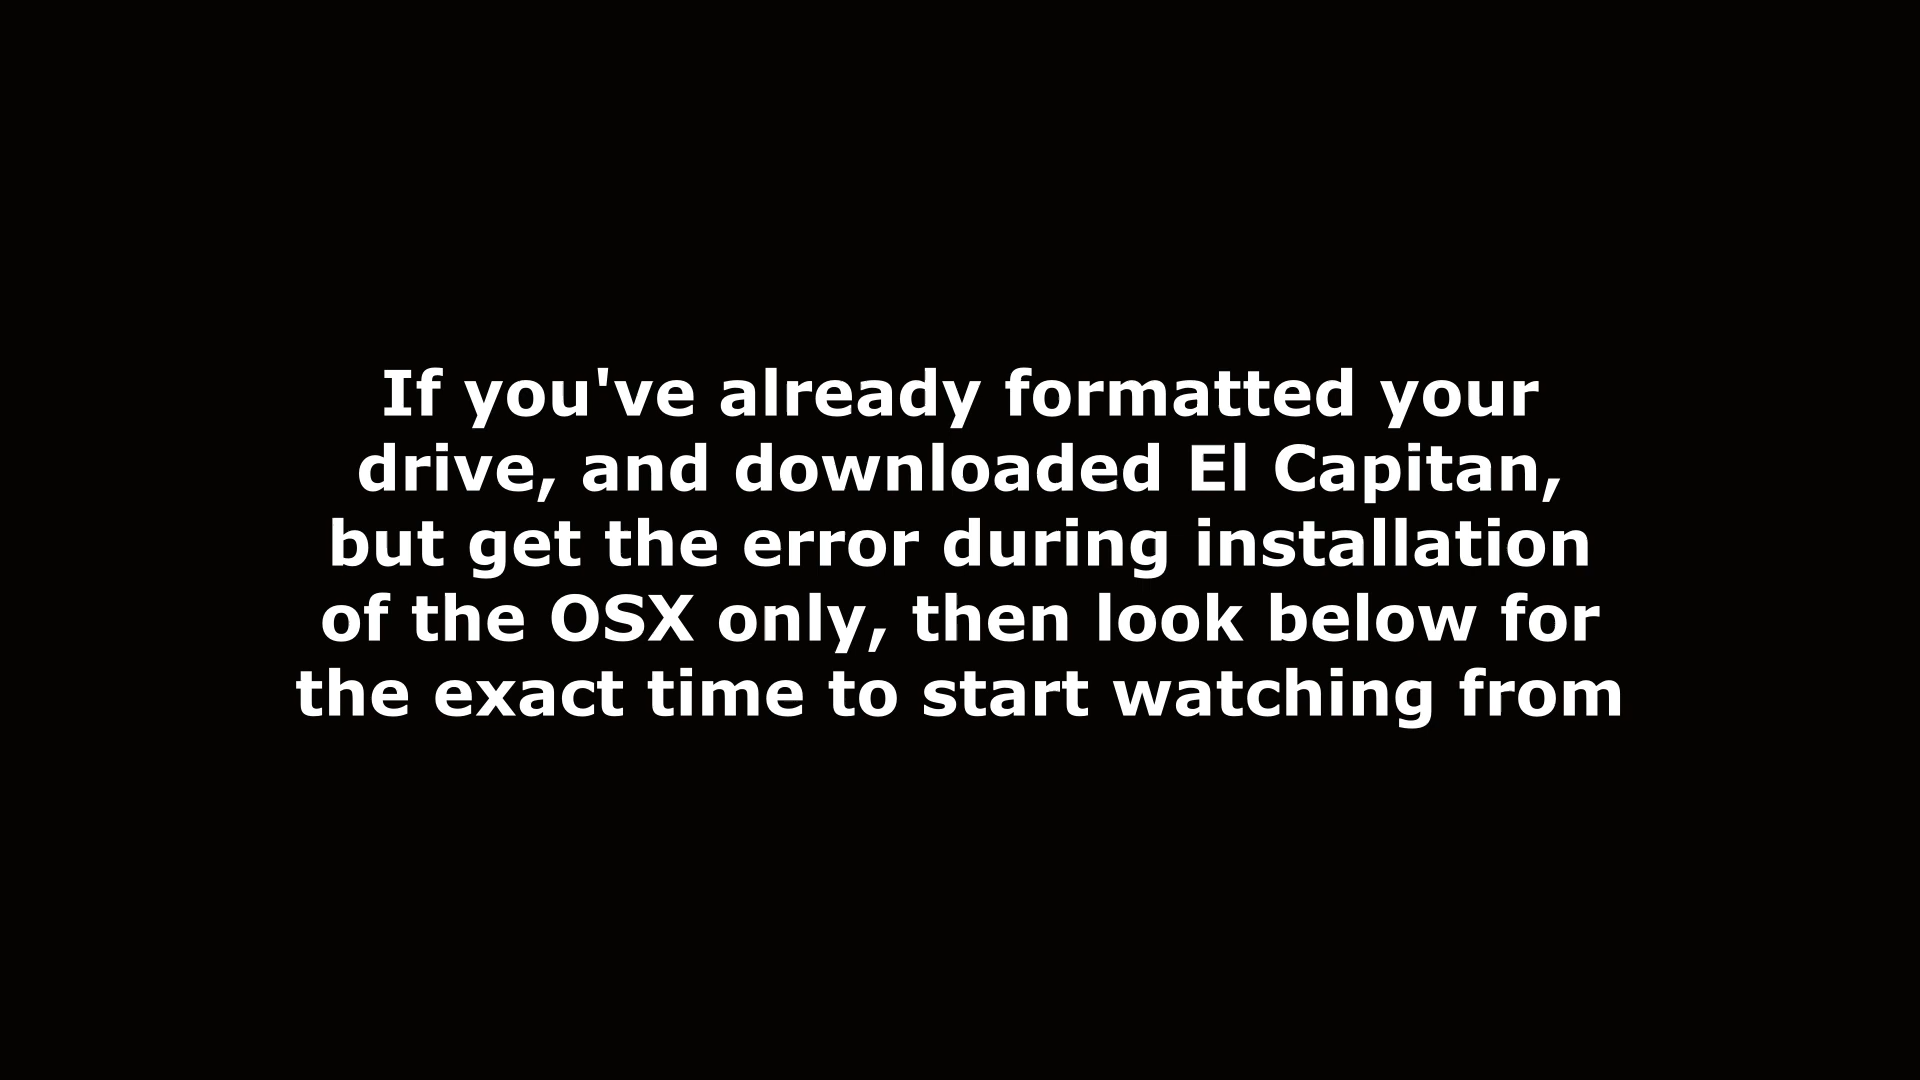 If you've already formatted your
drive, and downloaded El Capitan,
but get the error during installation
of the OSX only, then look below for
the exact time to start watching from